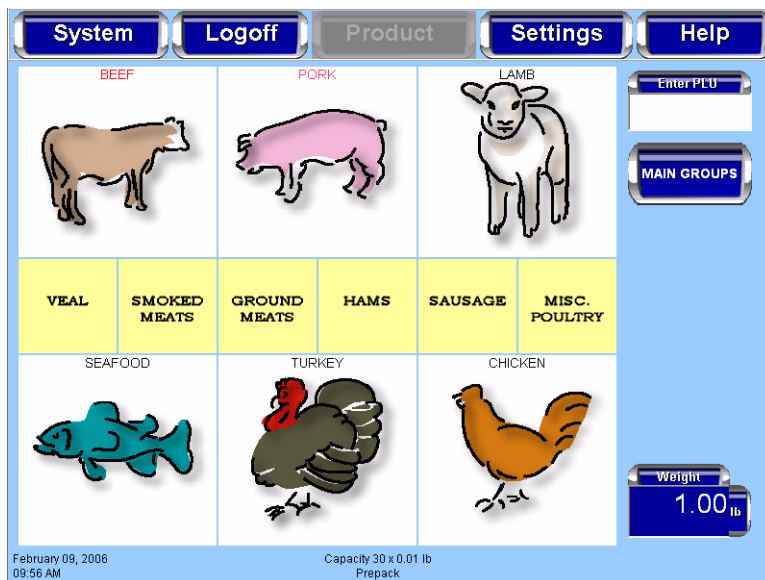 System
Logoff
Product
Settings
Help
BEEF
PORK
LAMB
Enter PLU
MAIN GROUPS
VEAL
SMOKED
MEATS
GROUND
MEATS
HAMS
SAUSAGE
MISC.
POULTRY
SEAFOOD
TURKEY
CHICKEN
Weight
1.00 lb
February 09, 2006
09:56 AM
Capacity 30 x 0.01 lb
Prepack